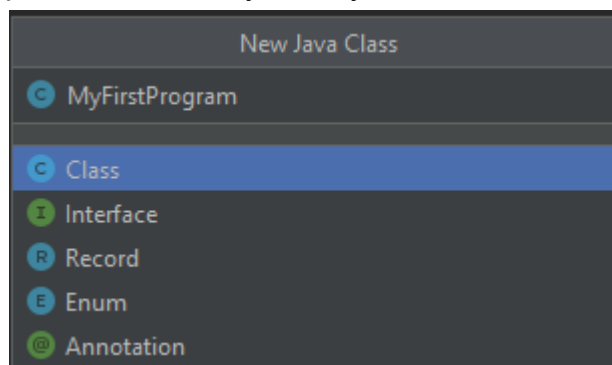 New Java Class
C MyFirstProgram
C Class
I Interface
R Record
E Enum
@ Annotation